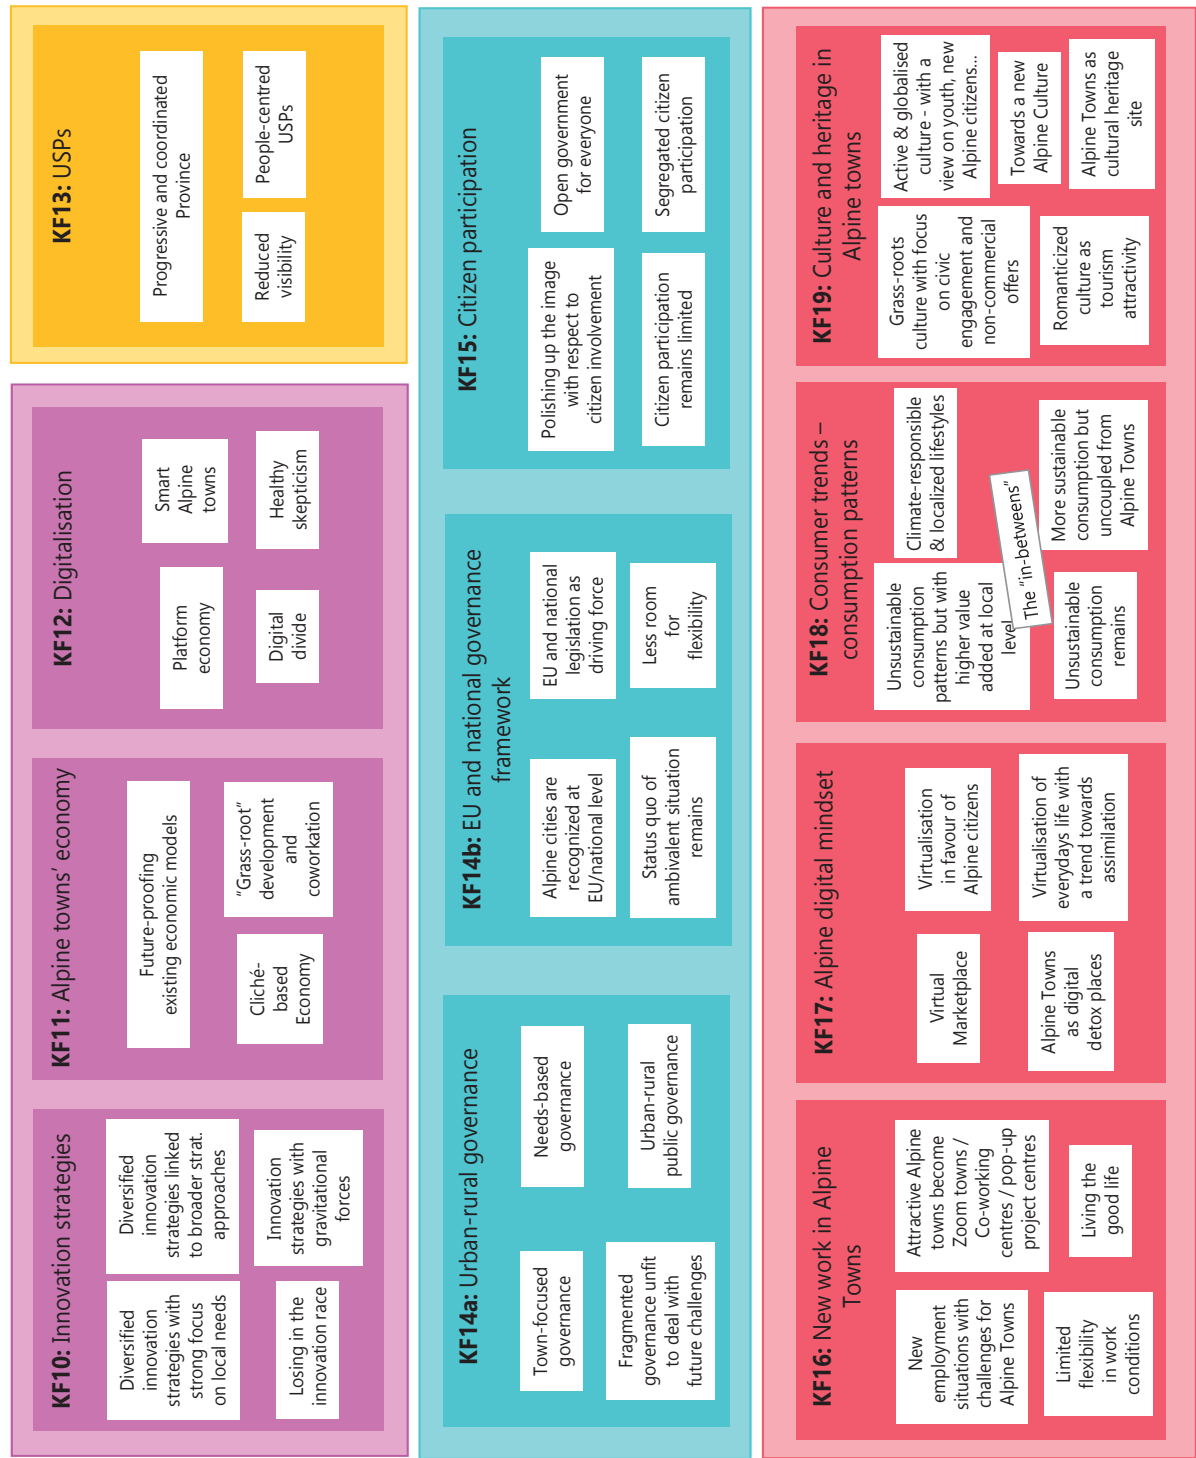 KF10: Innovation strategies
Diversified
innovation
strategies with
strong focus
on local needs
Diversified
innovation
strategies linked
to broader strat.
approaches
Losing in the
innovation race
Innovation
strategies with
gravitational
forces
KF11: Alpine towns’ economy
Future-proofing
existing economic models
Cliché-
based
Economy
“Grass-root”
development
and
coworkation
KF12: Digitalisation
Platform
economy
Smart
Alpine
towns
Digital
divide
Healthy
skepticism
KF13: USPs
Progressive and coordinated
Province
Reduced
visibility
People-centred
USPs
KF14a: Urban-rural governance
Town-focused
governance
Needs-based
governance
Fragmented
governance unfit
to deal with
future challenges
Urban-rural
public governance
KF14b: EU and national governance
framework
Alpine cities are
recognized at
EU/national level
EU and national
legislation as
driving force
Status quo of
ambivalent situation
remains
Less room
for
flexibility
KF15: Citizen participation
Polishing up the image
with respect to
citizen involvement
Open government
for everyone
Citizen participation
remains limited
Segregated citizen
participation
KF16: New work in Alpine
Towns
New
employment
situations with
challenges for
Alpine Towns
Attractive Alpine
towns become
Zoom towns /
Co-working
centres / pop-up
project centres
Limited
flexibility
in work
conditions
Living the
good life
KF17: Alpine digital mindset
Virtual
Marketplace
Virtualisation
in favour of
Alpine citizens
Alpine Towns
as digital
detox places
Virtualisation of
everydays life with
a trend towards
assimilation
KF18: Consumer trends –
consumption patterns
Unsustainable
consumption
patterns but with
higher value
added at local
level
Climate-responsible
& localized lifestyles
The “in-betweens”
Unsustainable
consumption
remains
More sustainable
consumption but
uncoupled from
Alpine Towns
KF19: Culture and heritage in
Alpine towns
Grass-roots
culture with focus
on civic
engagement and
non-commercial
offers
Active & globalised
culture - with a
view on youth, new
Alpine citizens...
Towards a new
Alpine Culture
Romanticized
culture as
tourism
attractivity
Alpine Towns as
cultural heritage
site